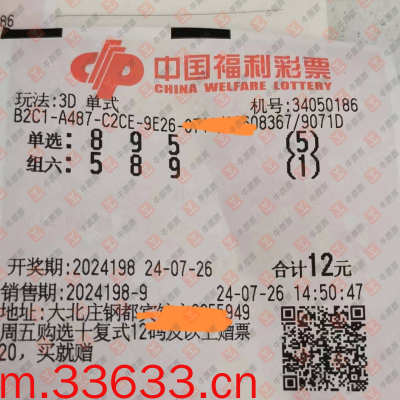 186
中国福利彩票
CHINA WELFARE LOTTERY
玩法:3D 单式 机号:34050186
B2C1-A487-C2CE-9E26- 608367/9071D
单选: 8 9 5 (5)
组六: 5 8 9 (1)
开奖期:2024198 24-07-26 合计12元
销售期:2024198-9 24-07-26 14:50:47
地址:大北庄钢都 949
周五购选十复式12码及以上赠票
20,买就赠
m.33633.cn